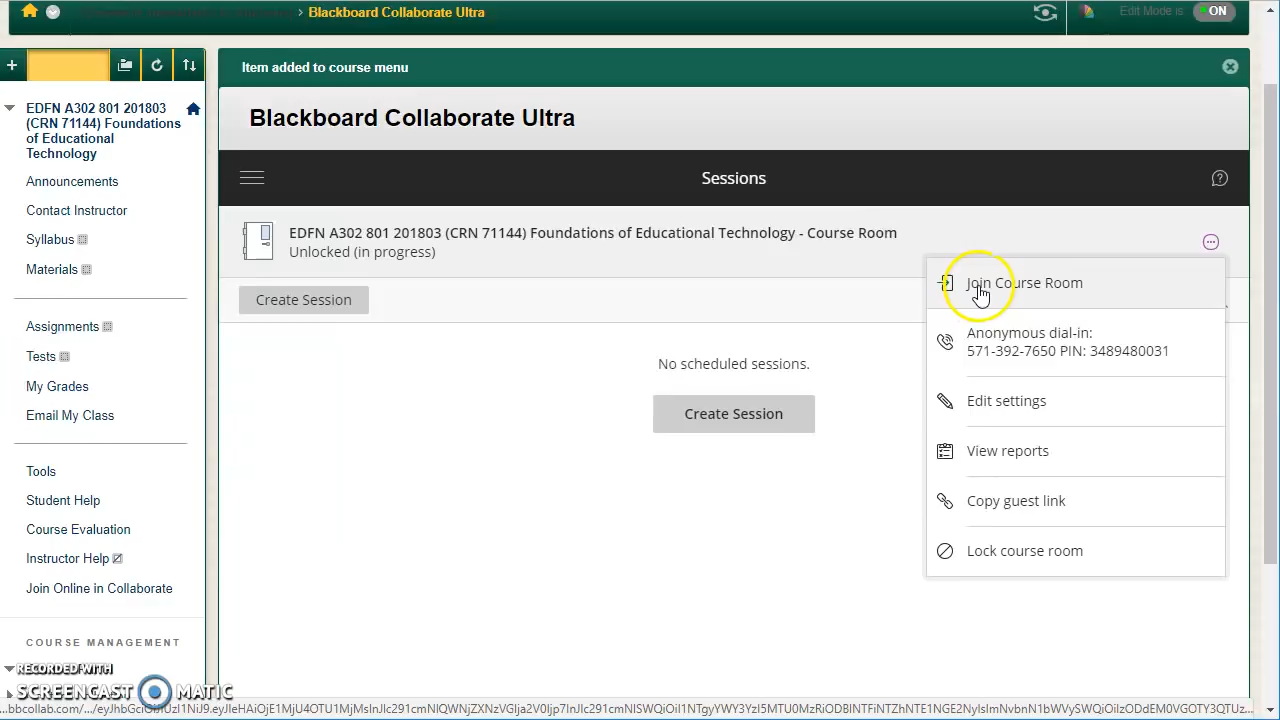 Blackboard Collaborate Ultra
Edit Mode is
ON
EDFN A302 801 201803
(CRN 71144) Foundations
of Educational
Technology
Announcements
Contact Instructor
Syllabus
Materials
Assignments
Tests
My Grades
Email My Class
Tools
Student Help
Course Evaluation
Instructor Help
Join Online in Collaborate
COURSE MANAGEMENT
Item added to course menu
Blackboard Collaborate Ultra
Sessions
EDFN A302 801 201803 (CRN 71144) Foundations of Educational Technology - Course Room
Unlocked (in progress)
Create Session
No scheduled sessions.
Create Session
Join Course Room
Anonymous dial-in:
571-392-7650 PIN: 3489480031
Edit settings
View reports
Copy guest link
Lock course room
RECORDED WITH
SCREENCAST MATIC